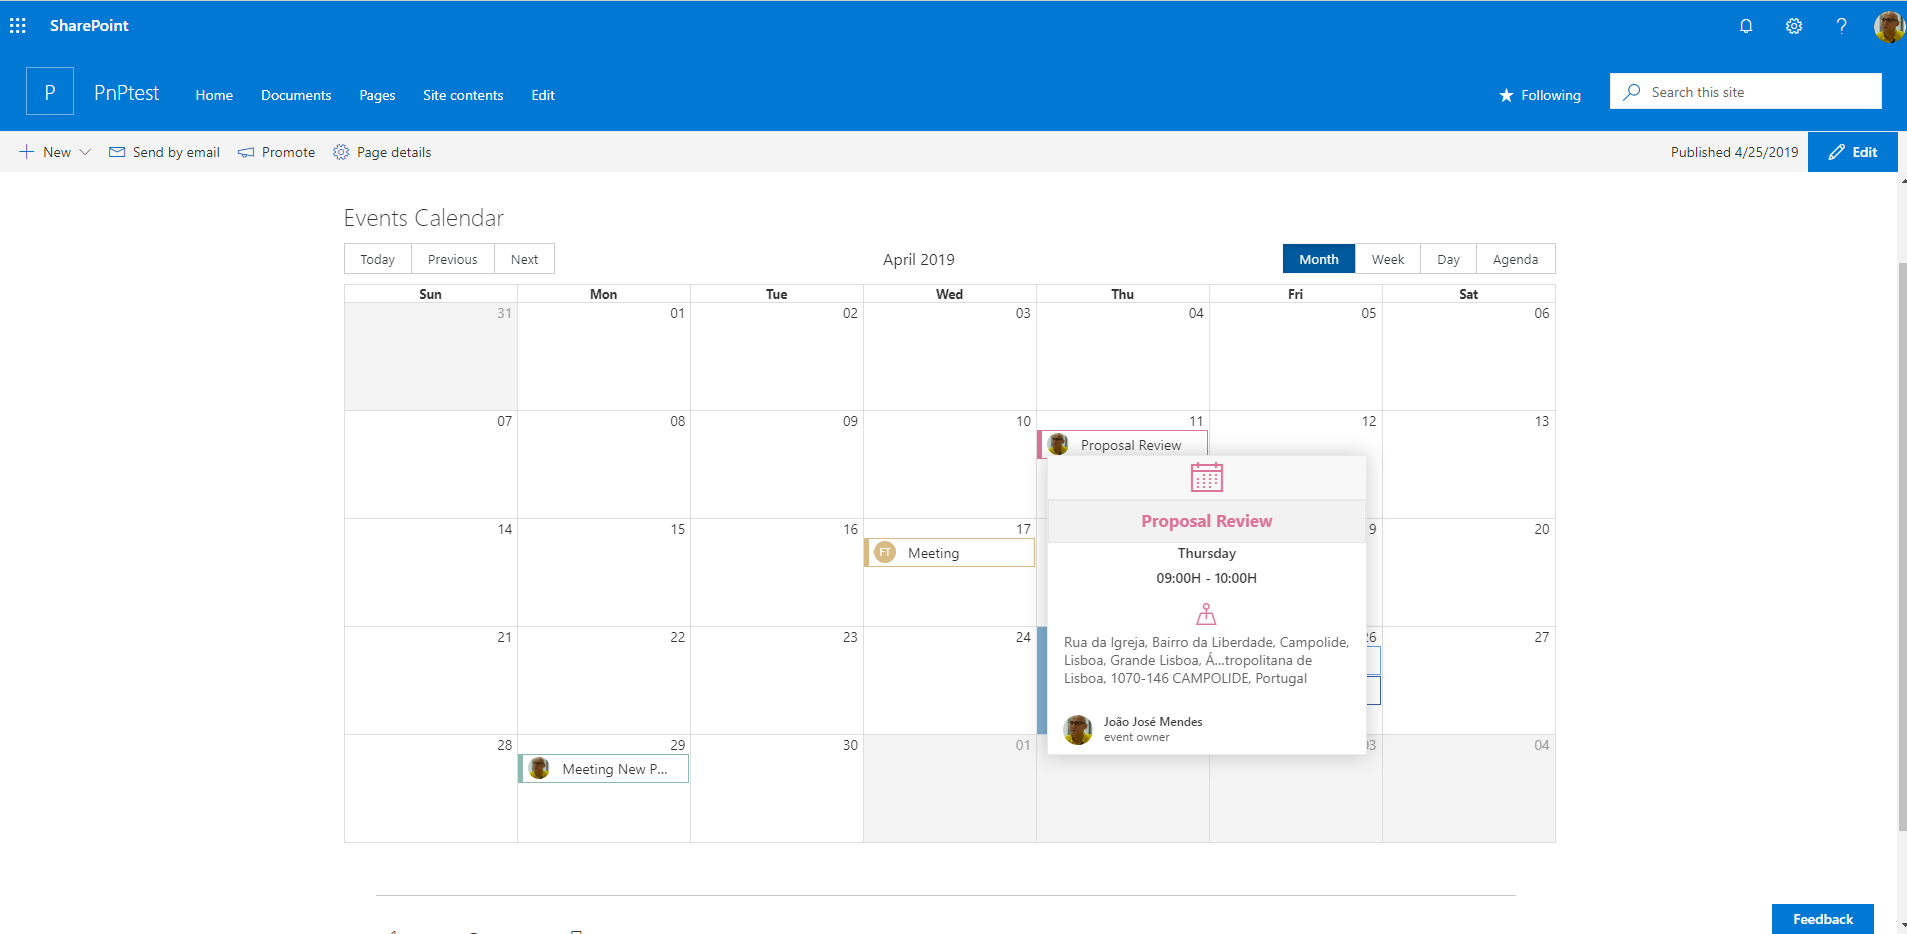 SharePoint
P PnPtest Home Documents Pages Site contents Edit Following Search this site
New Send by email Promote Page details Published 4/25/2019 Edit
Events Calendar
Today Previous Next April 2019 Month Week Day Agenda
Sun Mon Tue Wed Thu Fri Sat
31 01 02 03 04 05 06
07 08 09 10 11 12 13
Proposal Review
14 15 16 17 9 20
FT Meeting
Proposal Review
Thursday
09:00H - 10:00H
Rua da Igreja, Bairro da Liberdade, Campolide,
Lisboa, Grande Lisboa, Á...tropolitana de
Lisboa, 1070-146 CAMPOLIDE, Portugal
João José Mendes
event owner
21 22 23 24 26 27
28 29 30 01 03 04
Meeting New P...
Feedback